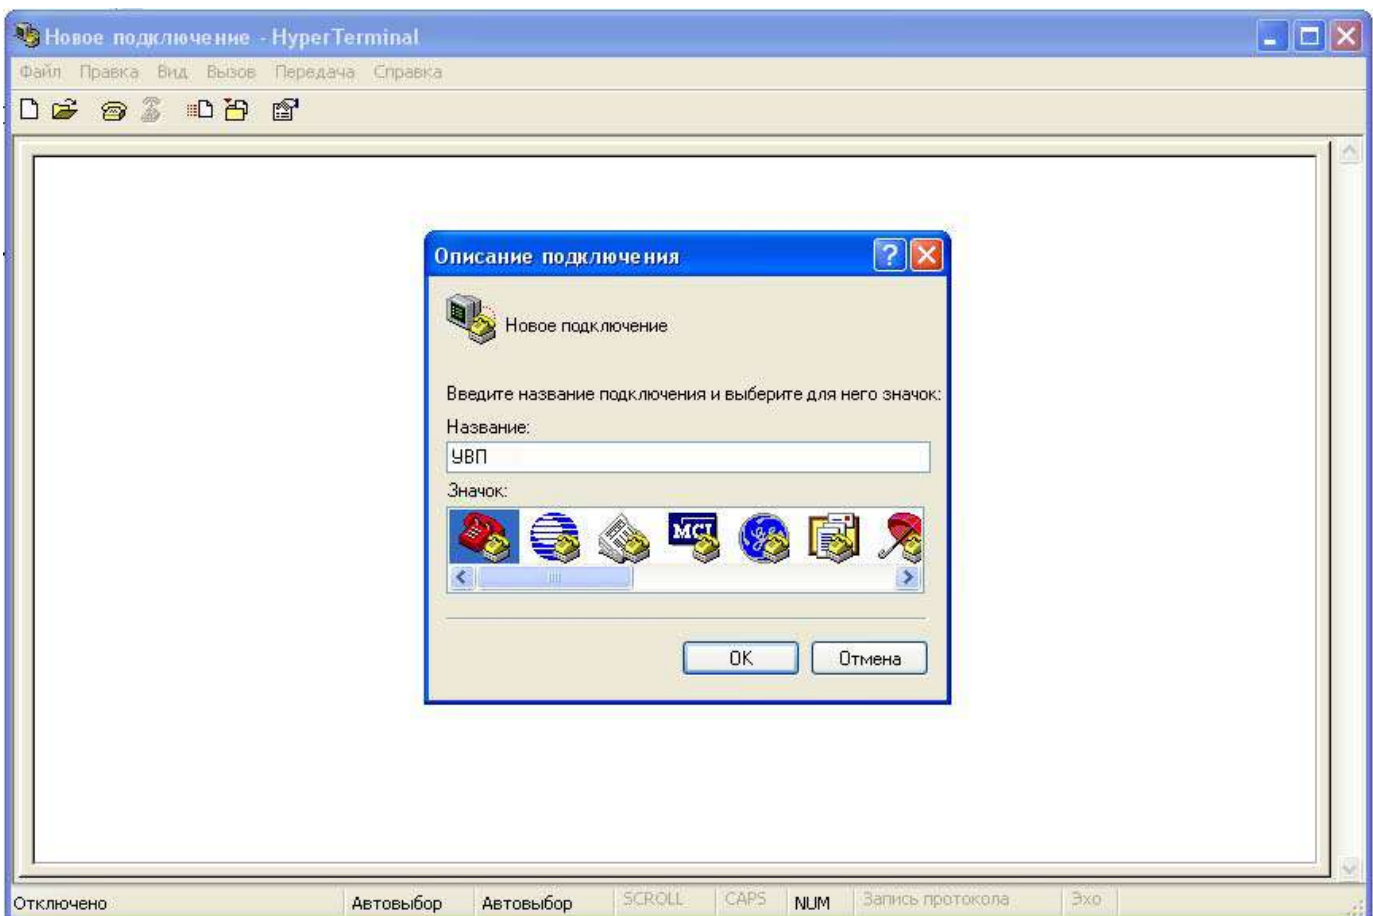 Новое подключение - HyperTerminal
Файл Правка Вид Вызов Передача Справка
Описание подключения
Новое подключение
Введите название подключения и выберите для него значок:
Название:
УВП
Значок:
MCI
OK Отмена
Отключено Автовыбор Автовыбор SCROLL CAPS NUM Запись протокола Эхо